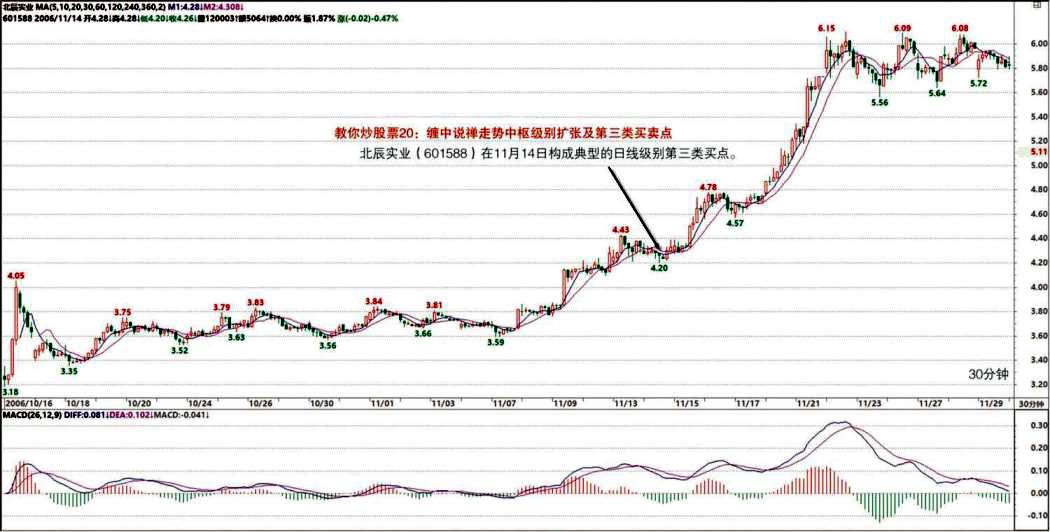 北辰实业 MA(5,10,20,30,60,120,240,360,2) M1:4.28↓M2:4.308↓
601588 2006/11/14 开4.28↓高4.28↓低4.20↓收4.26↓量120003↑额5064↑换0.00% 振1.87% 涨(-0.02)-0.47%
6.15 6.09 6.08
6.00
5.80
5.56 5.64 5.72
5.60
5.40
教你炒股票20：缠中说禅走势中枢级别扩张及第三类买卖点
5.20
北辰实业（601588）在11月14日构成典型的日线级别第三类买点。
5.11
5.00
4.78
4.80
4.57
4.60
4.43
4.40
4.20
4.20
4.05
4.00
3.75 3.79 3.83 3.84 3.81
3.80
3.52 3.63 3.56 3.66 3.59
3.60
3.35
3.40
30分钟
3.18
3.20
2006/10/16 10/18 10/20 10/24 10/26 10/30 11/01 11/03 11/07 11/09 11/13 11/15 11/17 11/21 11/23 11/27 11/29 30分钟
MACD(26,12,9) DIFF:0.081↓DEA:0.102↓MACD:-0.041↓
0.30
0.20
0.10
0.00
-0.10